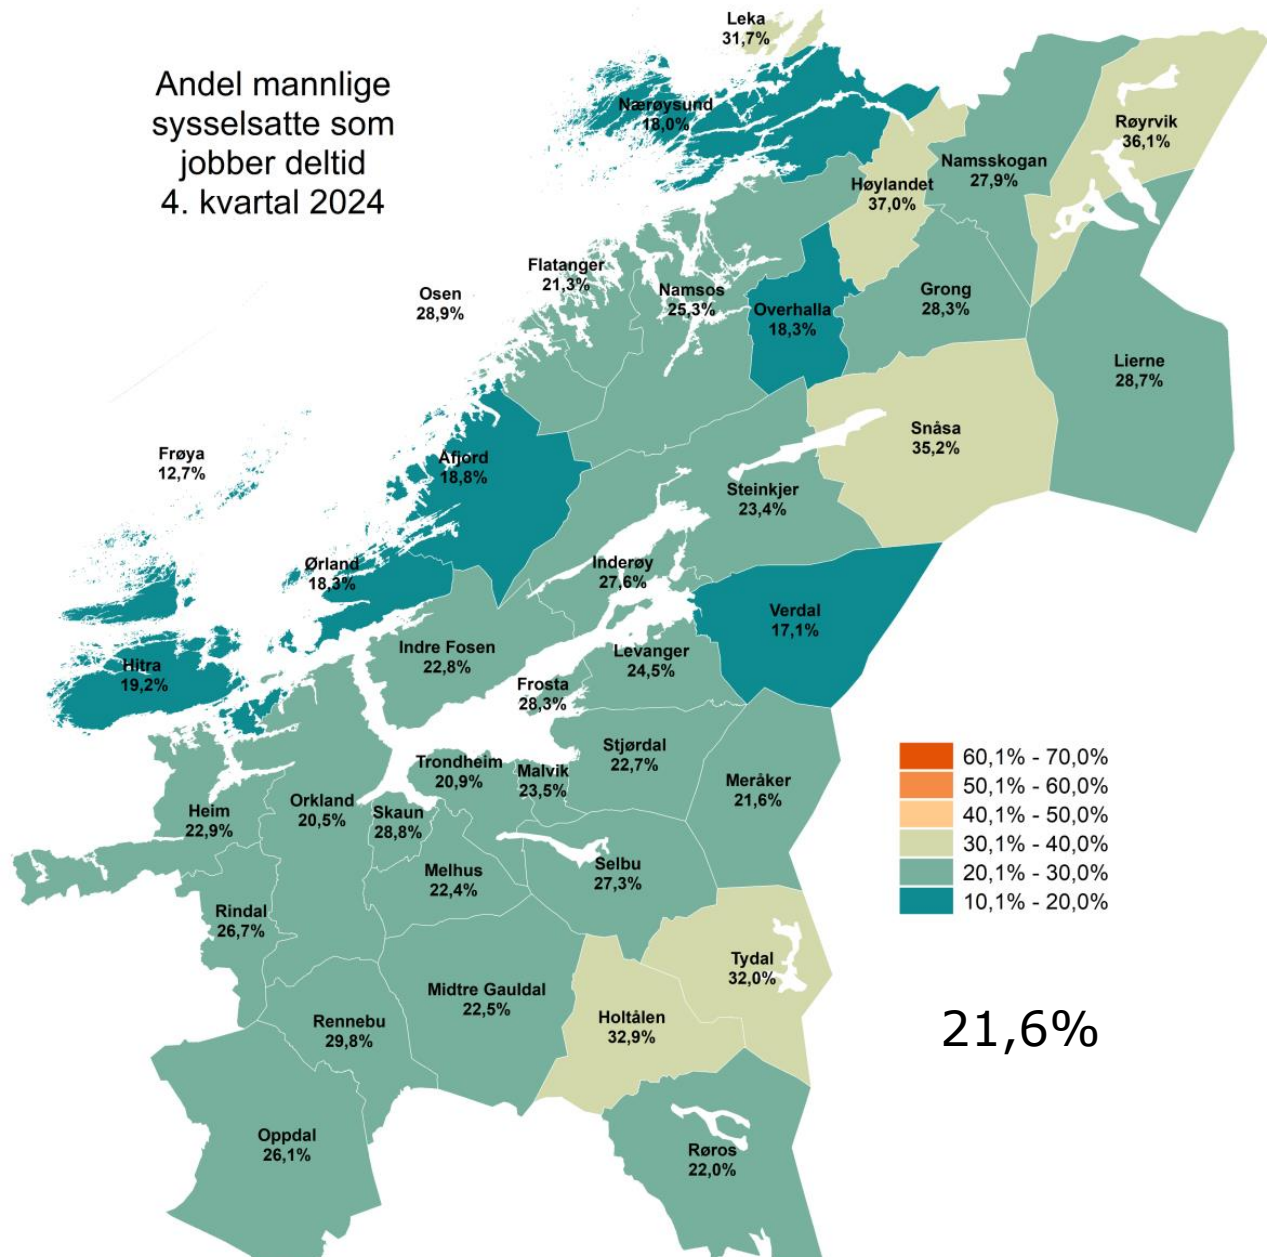 Andel mannlige
sysselsatte som
jobber deltid
4. kvartal 2024
Leka
31,7%
Nærøysund
18,0%
Røyrvik
36,1%
Namsskogan
27,9%
Høylandet
37,0%
Flatanger
21,3%
Osen
28,9%
Namsos
25,3%
Overhalla
18,3%
Grong
28,3%
Lierne
28,7%
Snåsa
35,2%
Frøya
12,7%
Åfjord
18,8%
Steinkjer
23,4%
Ørland
18,3%
Inderøy
27,6%
Verdal
17,1%
Indre Fosen
22,8%
Levanger
24,5%
Hitra
19,2%
Frosta
28,3%
Stjørdal
22,7%
Trondheim
20,9%
Malvik
23,5%
Meråker
21,6%
Orkland
20,5%
Heim
22,9%
Skaun
28,8%
Melhus
22,4%
Selbu
27,3%
Rindal
26,7%
Tydal
32,0%
Midtre Gauldal
22,5%
Holtålen
32,9%
Rennebu
29,8%
Oppdal
26,1%
Røros
22,0%
60,1% - 70,0%
50,1% - 60,0%
40,1% - 50,0%
30,1% - 40,0%
20,1% - 30,0%
10,1% - 20,0%
21,6%